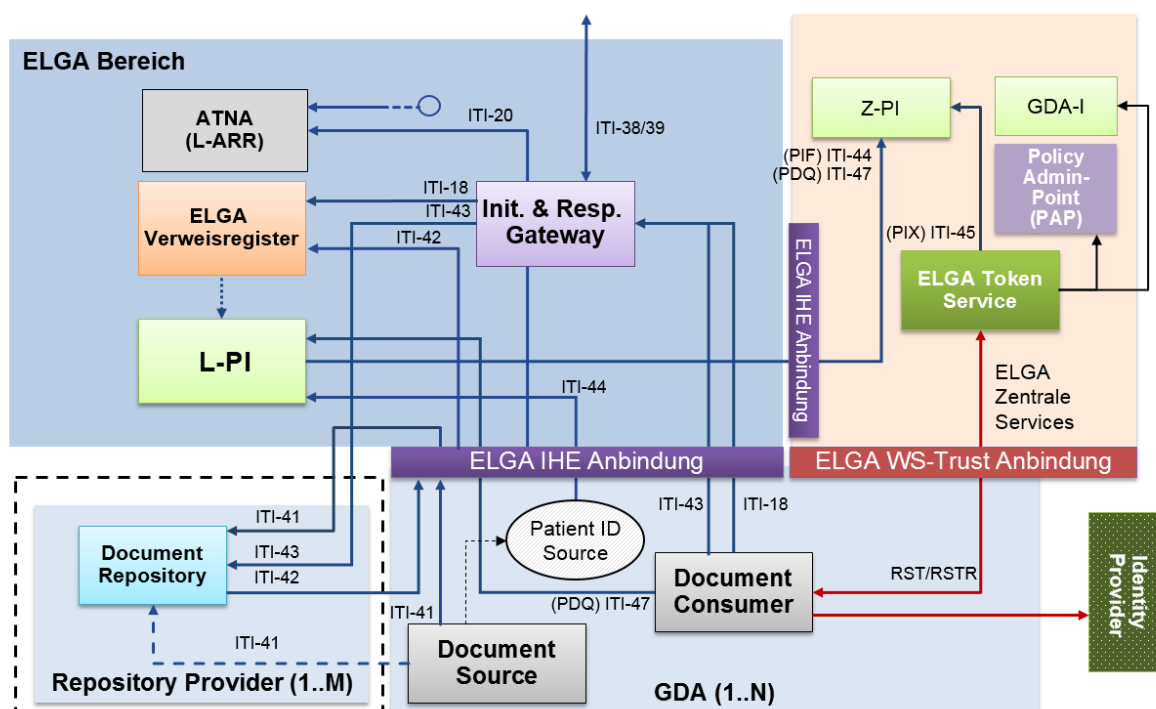 ELGA Bereich
ATNA
(L-ARR)
ITI-20
ITI-38/39
Z-PI
GDA-I
(PIF) ITI-44
(PDQ) ITI-47
Policy
Admin-
Point
(PAP)
ELGA
Verweisregister
ITI-18
ITI-43
ITI-42
Init. & Resp.
Gateway
(PIX) ITI-45
ELGA IHE Anbindung
ELGA Token
Service
L-PI
ITI-44
ELGA
Zentrale
Services
ELGA IHE Anbindung
ELGA WS-Trust Anbindung
ITI-41
ITI-43
ITI-42
Document
Repository
ITI-41
Repository Provider (1..M)
Patient ID
Source
ITI-43
ITI-18
(PDQ) ITI-47
ITI-41
Document
Consumer
RST/RSTR
Identity
Provider
Document
Source
GDA (1..N)